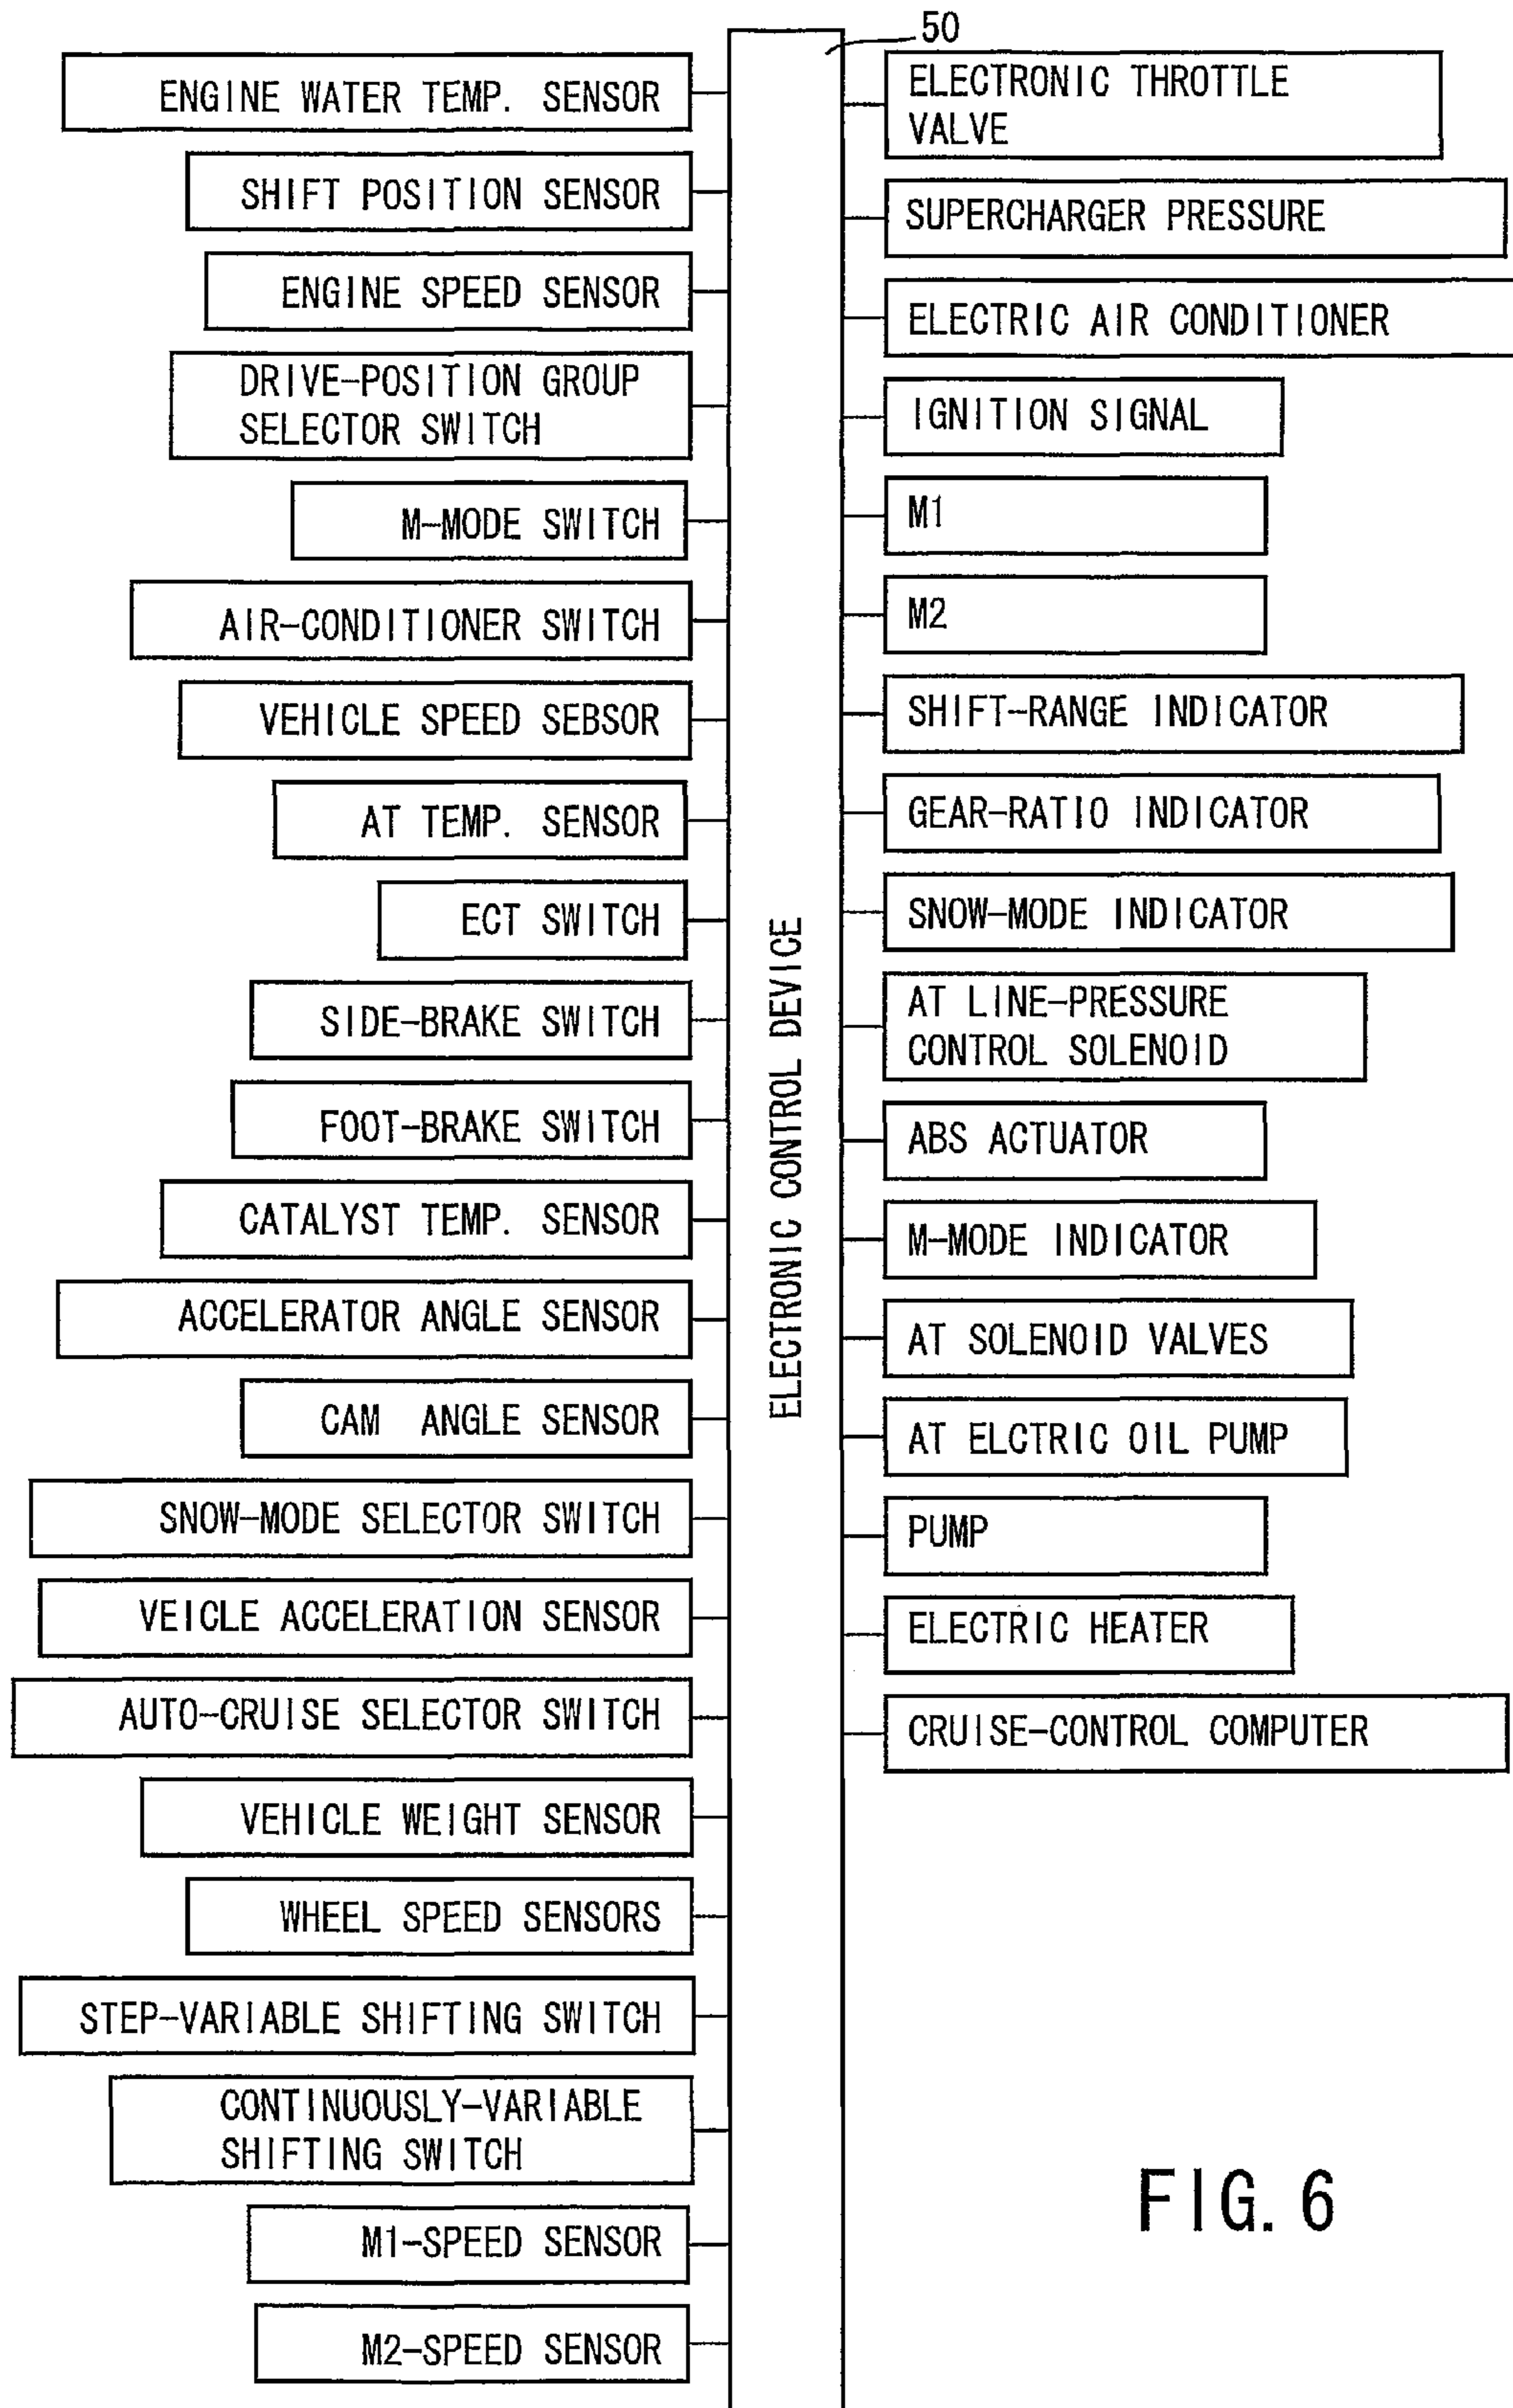 50
ENGINE WATER TEMP. SENSOR
SHIFT POSITION SENSOR
ENGINE SPEED SENSOR
DRIVE-POSITION GROUP
SELECTOR SWITCH
M-MODE SWITCH
AIR-CONDITIONER SWITCH
VEHICLE SPEED SEBSOR
AT TEMP. SENSOR
ECT SWITCH
SIDE-BRAKE SWITCH
FOOT-BRAKE SWITCH
CATALYST TEMP. SENSOR
ACCELERATOR ANGLE SENSOR
CAM ANGLE SENSOR
SNOW-MODE SELECTOR SWITCH
VEICLE ACCELERATION SENSOR
AUTO-CRUISE SELECTOR SWITCH
VEHICLE WEIGHT SENSOR
WHEEL SPEED SENSORS
STEP-VARIABLE SHIFTING SWITCH
CONTINUOUSLY-VARIABLE
SHIFTING SWITCH
M1-SPEED SENSOR
M2-SPEED SENSOR
ELECTRONIC CONTROL DEVICE
ELECTRONIC THROTTLE
VALVE
SUPERCHARGER PRESSURE
ELECTRIC AIR CONDITIONER
IGNITION SIGNAL
M1
M2
SHIFT-RANGE INDICATOR
GEAR-RATIO INDICATOR
SNOW-MODE INDICATOR
AT LINE-PRESSURE
CONTROL SOLENOID
ABS ACTUATOR
M-MODE INDICATOR
AT SOLENOID VALVES
AT ELCTRIC OIL PUMP
PUMP
ELECTRIC HEATER
CRUISE-CONTROL COMPUTER
FIG. 6